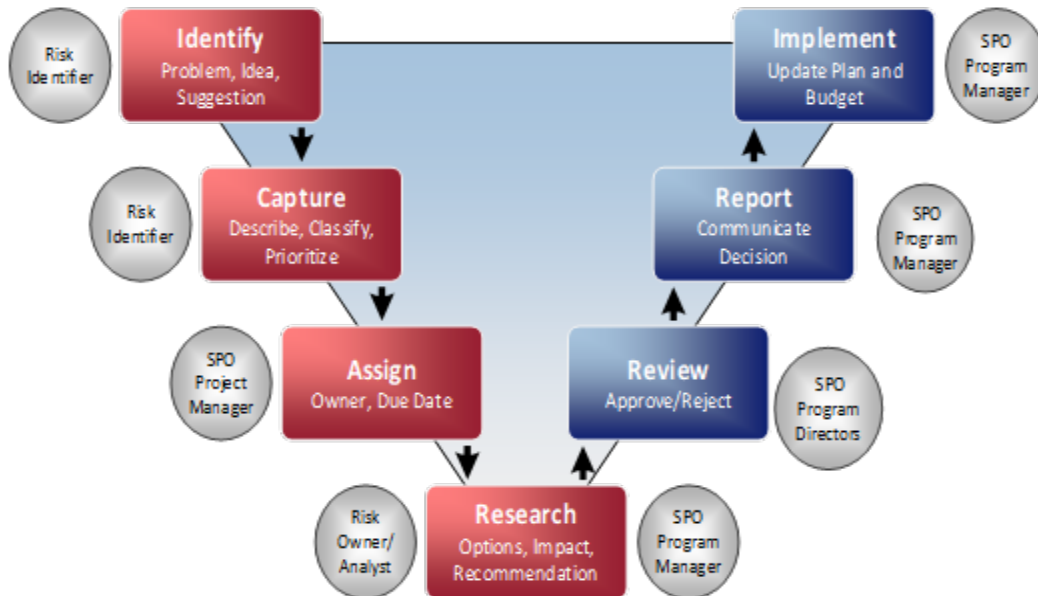 Risk
Identifier
Identify
Problem, Idea,
Suggestion
Implement
Update Plan and
Budget
SPO
Program
Manager
Risk
Identifier
Capture
Describe, Classify,
Prioritize
Report
Communicate
Decision
SPO
Program
Manager
SPO
Project
Manager
Assign
Owner, Due Date
Review
Approve/Reject
SPO
Program
Directors
Risk
Owner/
Analyst
Research
Options, Impact,
Recommendation
SPO
Program
Manager